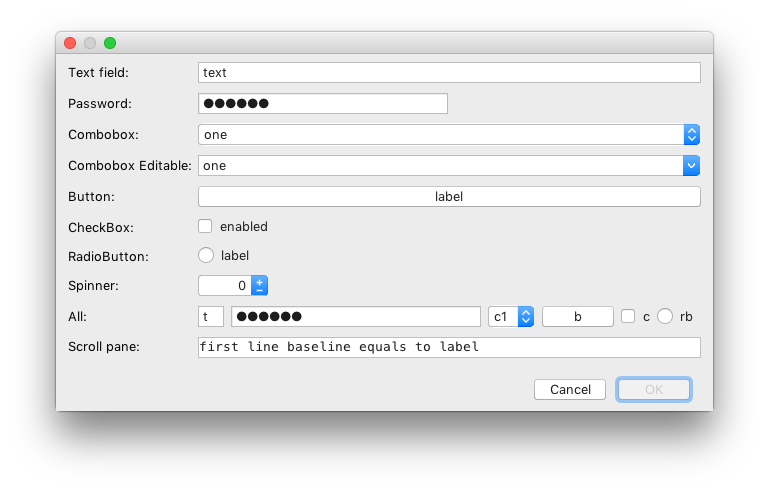 Text field: text
Password: ●●●●●●
Combobox: one
Combobox Editable: one
Button: label
CheckBox: enabled
RadioButton: label
Spinner: 0
All: t ●●●●●● c1 b c rb
Scroll pane: first line baseline equals to label
Cancel OK